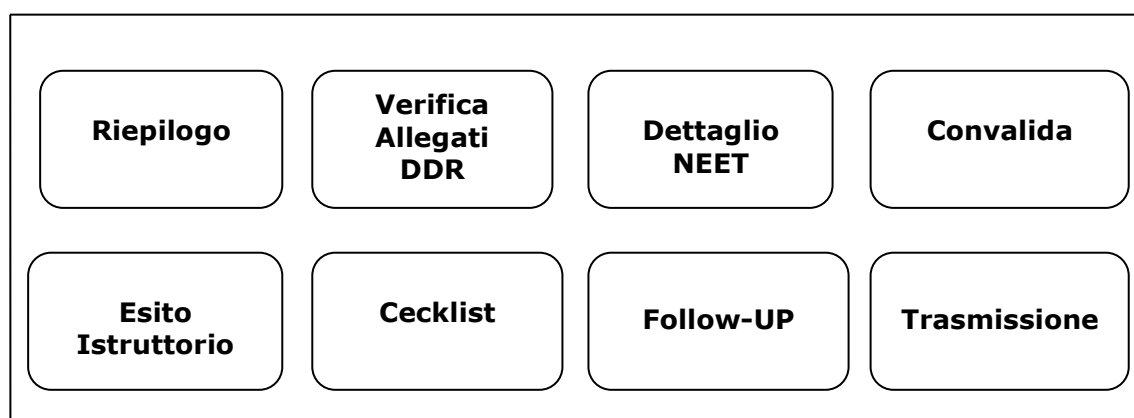 Riepilogo
Verifica
Allegati
DDR
Dettaglio
NEET
Convalida
Esito
Istruttorio
Cecklist
Follow-UP
Trasmissione